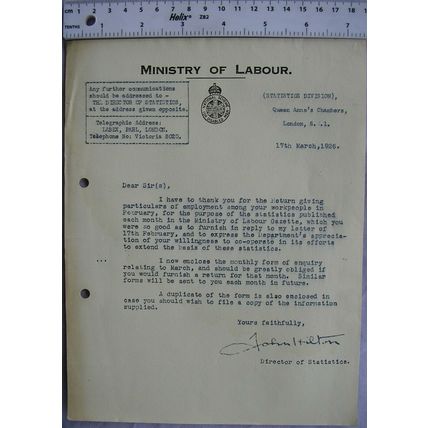 Helix
MINISTRY OF LABOUR.
Any further communications
should be addressed to -
THE DIRECTOR OF STATISTICS,
at the address given opposite.
Telegraphic Address:
LABEX, PARL, LONDON.
Telephone No: Victoria 8020.
(STATISTICS DIVISION),
Queen Anne's Chambers,
London, S. .1.
17th March, 1926.
Dear Sir(s),
I have to thank you for the Return giving
particulars of employment among your workpeople in
February, for the purpose of the statistics published
each month in the Ministry of Labour Gazette, which you
were so good as to furnish in reply to my letter of
17th February, and to express the Department's apprecia-
tion of your willingness to co-operate in its efforts
to extend the basis of these statistics.
... I now enclose the monthly form of enquiry
relating to March, and should be greatly obliged if
you would furnish a return for that month. Similar
forms will be sent to you each month in future.
A duplicate of the form is also enclosed in
case you should wish to file a copy of the information
supplied.
Yours faithfully,
John Hilton
Director of Statistics.